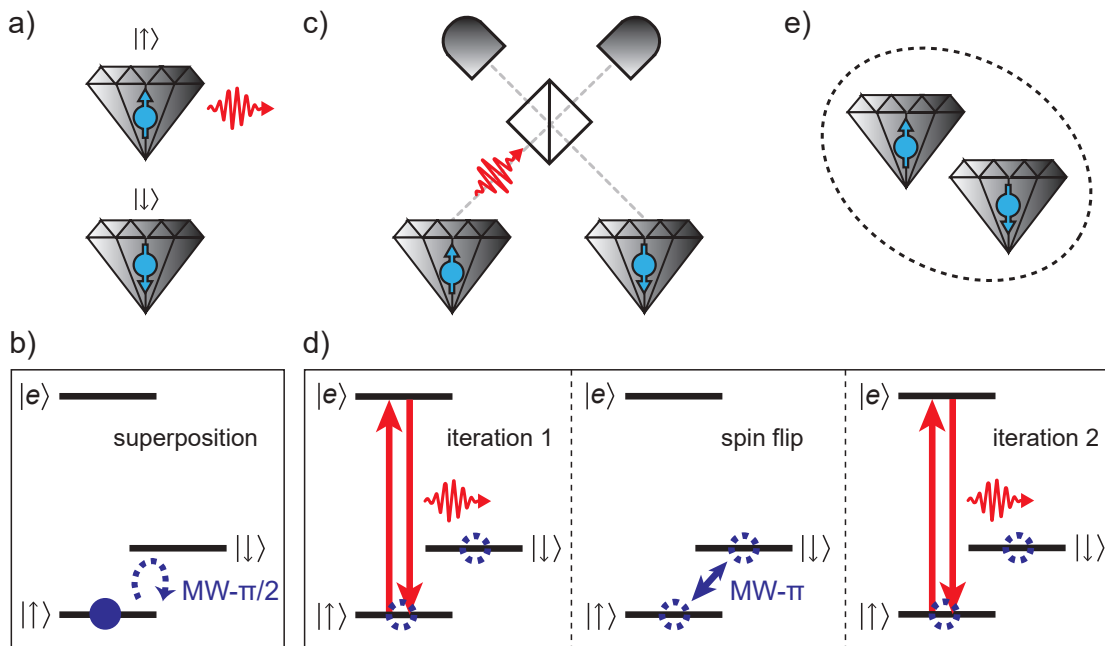 a)
|↑⟩
|↓⟩
c)
e)
b)
|e⟩
superposition
|↓⟩
MW-π/2
|↑⟩
d)
|e⟩
iteration 1
|↓⟩
|↑⟩
|e⟩
spin flip
|↓⟩
MW-π
|↑⟩
|e⟩
iteration 2
|↓⟩
|↑⟩